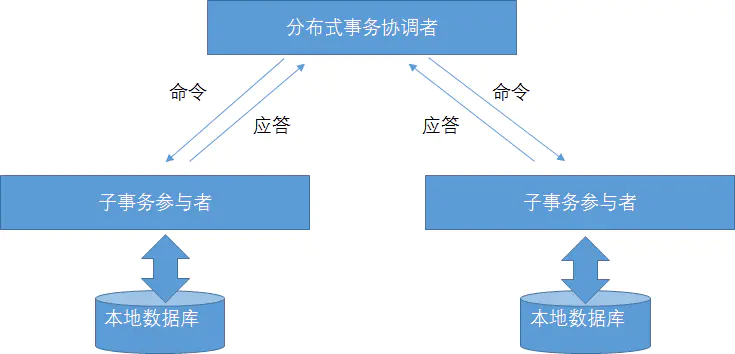 分布式事务协调者
命令
命令
应答
应答
子事务参与者
子事务参与者
本地数据库
本地数据库